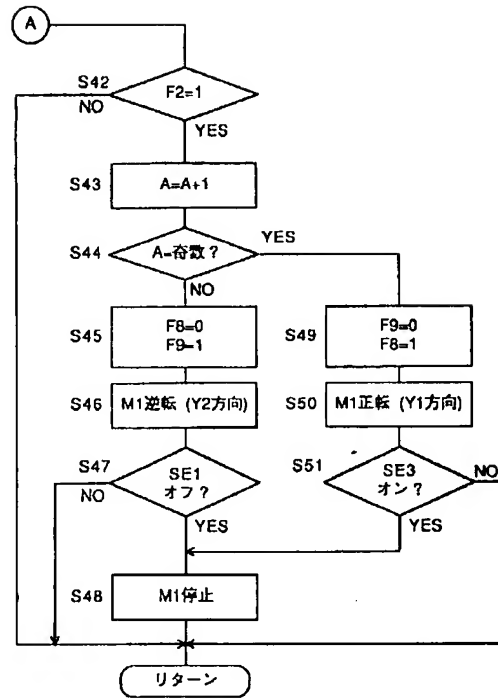 A
S42
F2=1
NO
YES
S43
A=A+1
S44
A=奇数？
YES
NO
S45
F8=0
F9=1
S49
F9=0
F8=1
S46
M1逆転 (Y2方向)
S50
M1正転 (Y1方向)
S47
SE1
オフ？
NO
YES
S51
SE3
オン？
NO
YES
S48
M1停止
リターン